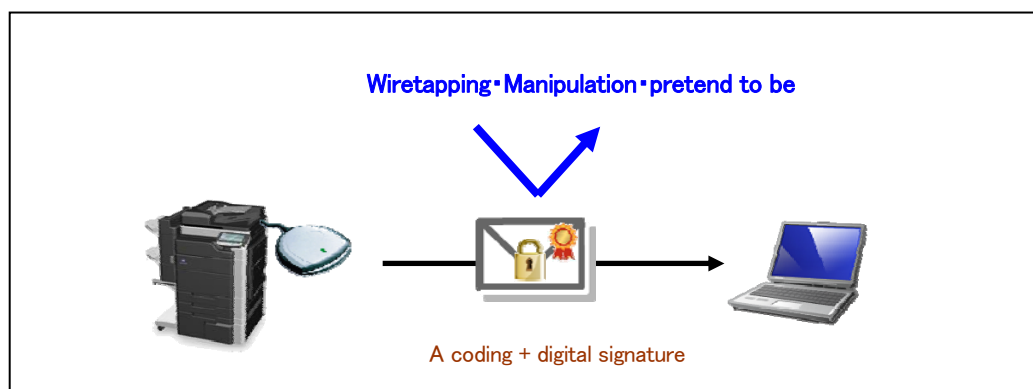 Wiretapping・Manipulation・pretend to be
A coding + digital signature